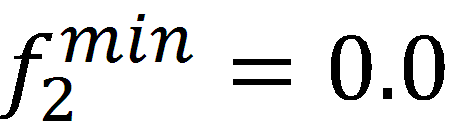 f_2^{min} = 0.0